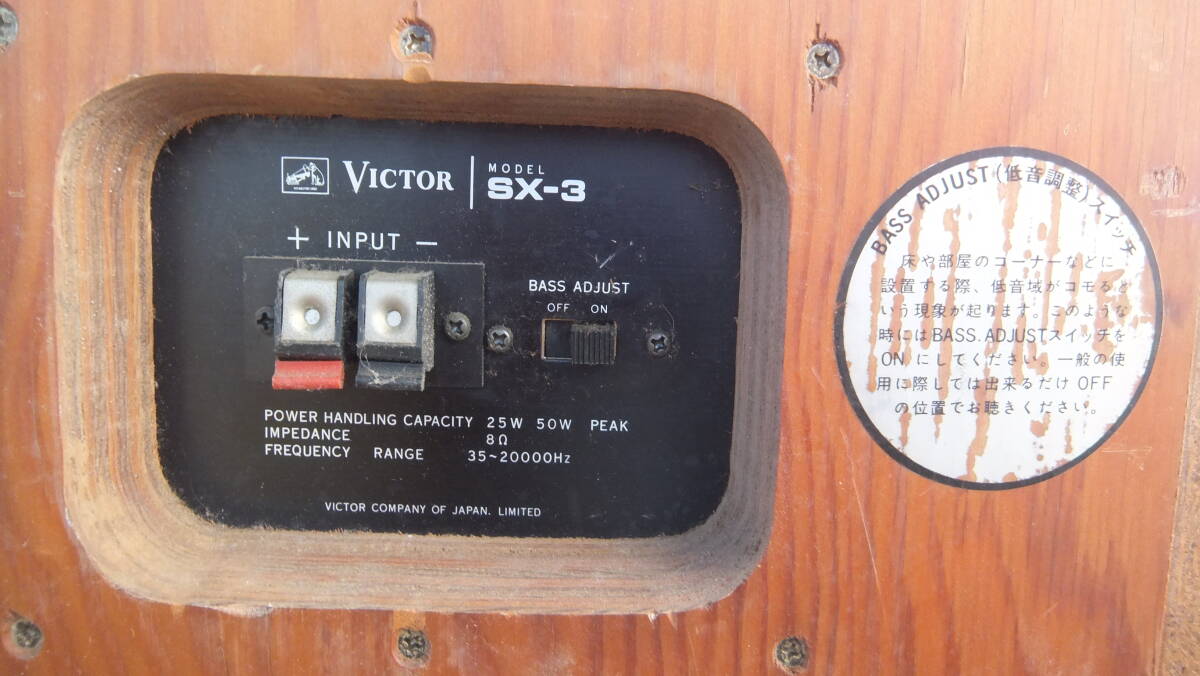 VICTOR
MODEL
SX-3
+ INPUT −
BASS ADJUST
OFF ON
POWER HANDLING CAPACITY 25W 50W PEAK
IMPEDANCE 8Ω
FREQUENCY RANGE 35~20000Hz
VICTOR COMPANY OF JAPAN. LIMITED
BASS ADJUST(低音調整)スイッチ
床や部屋のコーナーなどに
設置する際、低音域がコモると
いう現象が起ります。このような
時にはBASS ADJUSTスイッチを
ONにしてください。一般の使
用に際しては出来るだけOFF
の位置でお聴きください。